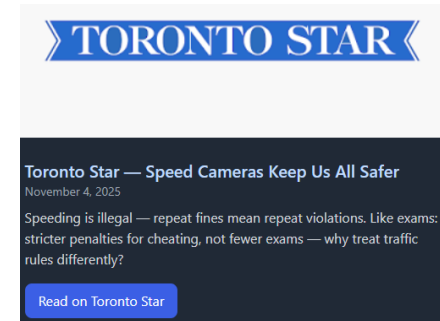 TORONTO STAR
Toronto Star — Speed Cameras Keep Us All Safer
November 4, 2025
Speeding is illegal — repeat fines mean repeat violations. Like exams:
stricter penalties for cheating, not fewer exams — why treat traffic
rules differently?
Read on Toronto Star